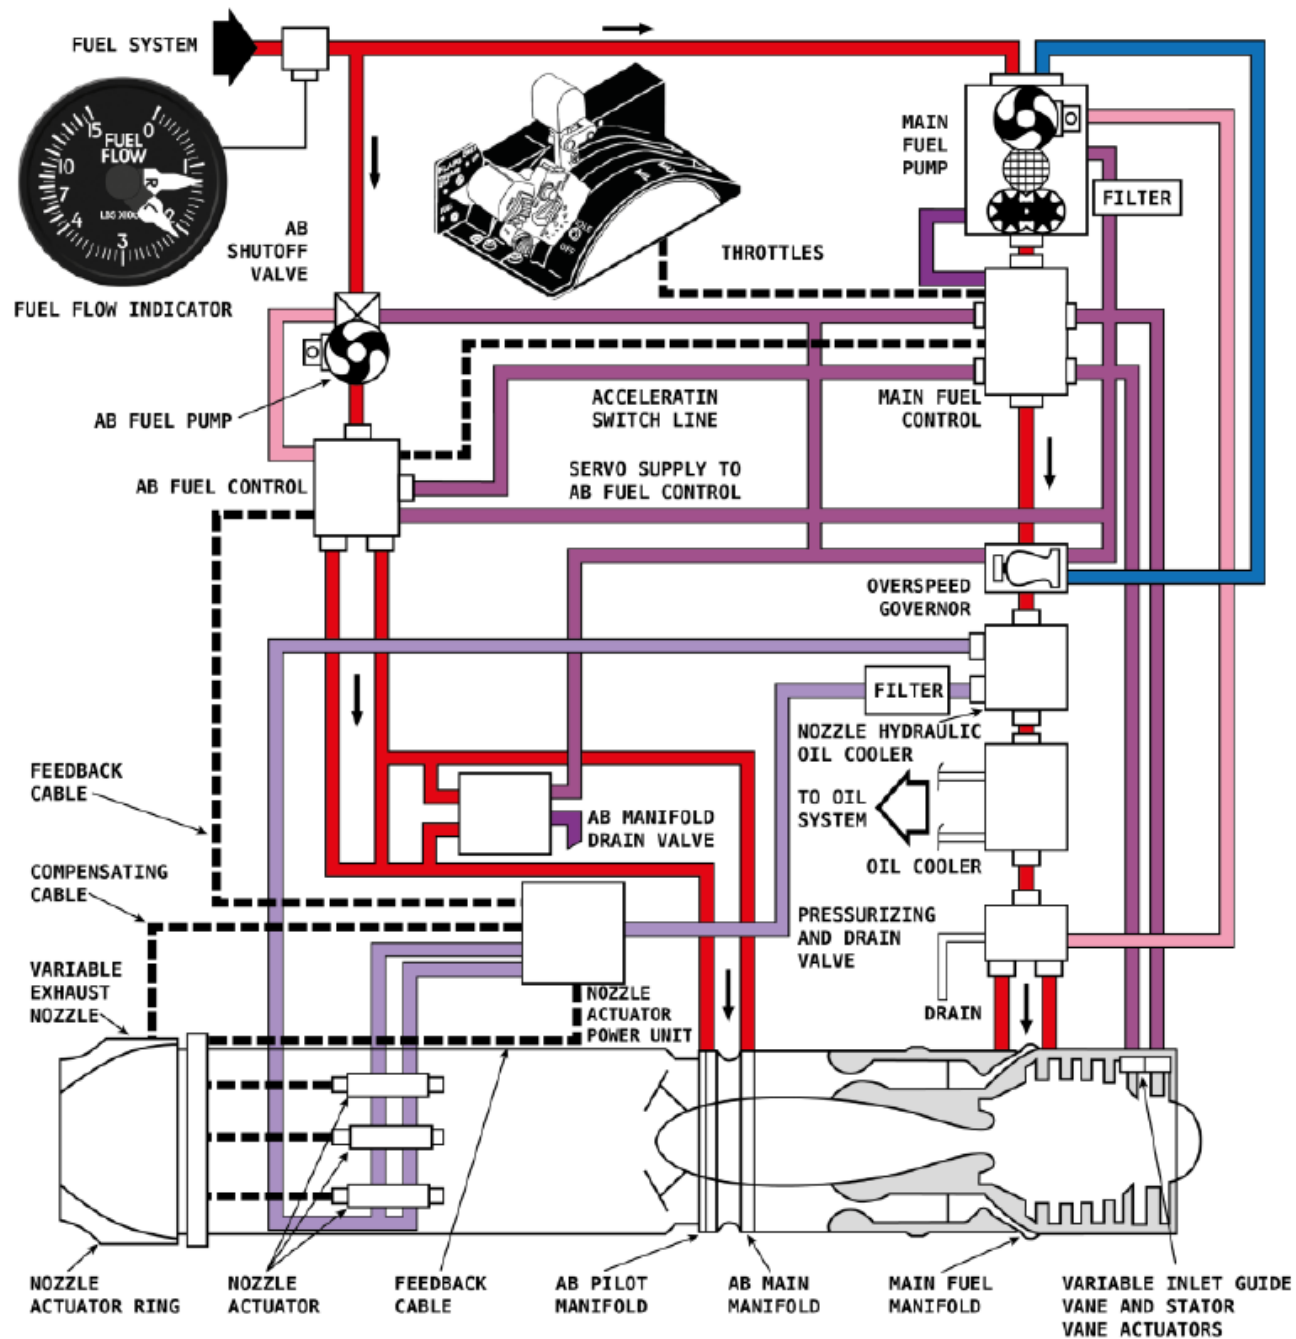 FUEL SYSTEM
15
0
FUEL
FLOW
10
1
7
R
4
2
3
FUEL FLOW INDICATOR
AB
SHUTOFF
VALVE
IDLE
OFF
THROTTLES
MAIN
FUEL
PUMP
FILTER
AB FUEL PUMP
ACCELERATIN
SWITCH LINE
MAIN FUEL
CONTROL
AB FUEL CONTROL
SERVO SUPPLY TO
AB FUEL CONTROL
OVERSPEED
GOVERNOR
FILTER
NOZZLE HYDRAULIC
OIL COOLER
FEEDBACK
CABLE
TO OIL
SYSTEM
AB MANIFOLD
DRAIN VALVE
OIL COOLER
COMPENSATING
CABLE
PRESSURIZING
AND DRAIN
VALVE
VARIABLE
EXHAUST
NOZZLE
NOZZLE
ACTUATOR
POWER UNIT
DRAIN
NOZZLE
ACTUATOR RING
NOZZLE
ACTUATOR
FEEDBACK
CABLE
AB PILOT
MANIFOLD
AB MAIN
MANIFOLD
MAIN FUEL
MANIFOLD
VARIABLE INLET GUIDE
VANE AND STATOR
VANE ACTUATORS